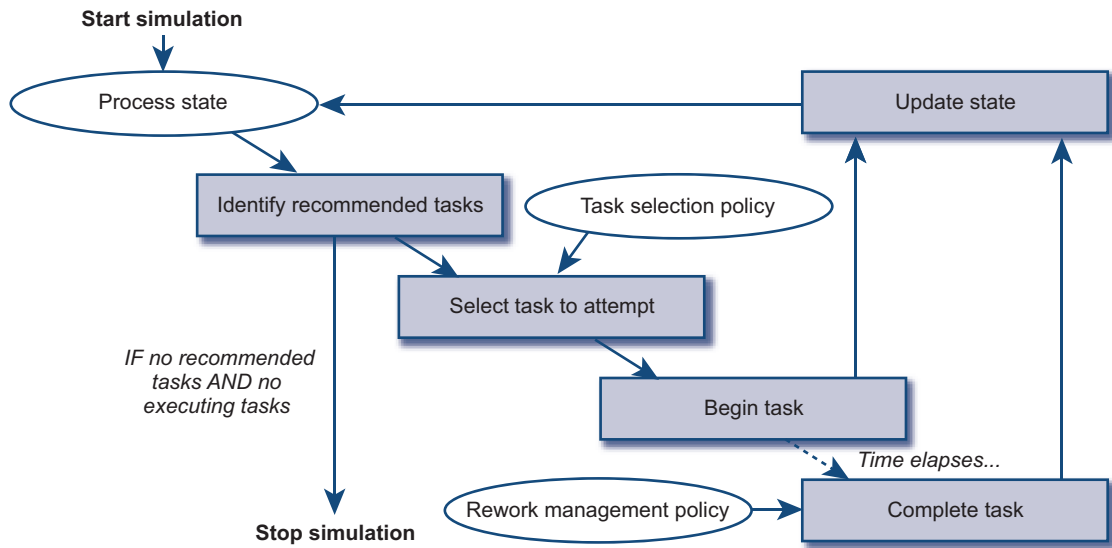 Start simulation
Process state
Update state
Identify recommended tasks
Task selection policy
Select task to attempt
IF no recommended
tasks AND no
executing tasks
Begin task
Time elapses...
Rework management policy
Complete task
Stop simulation